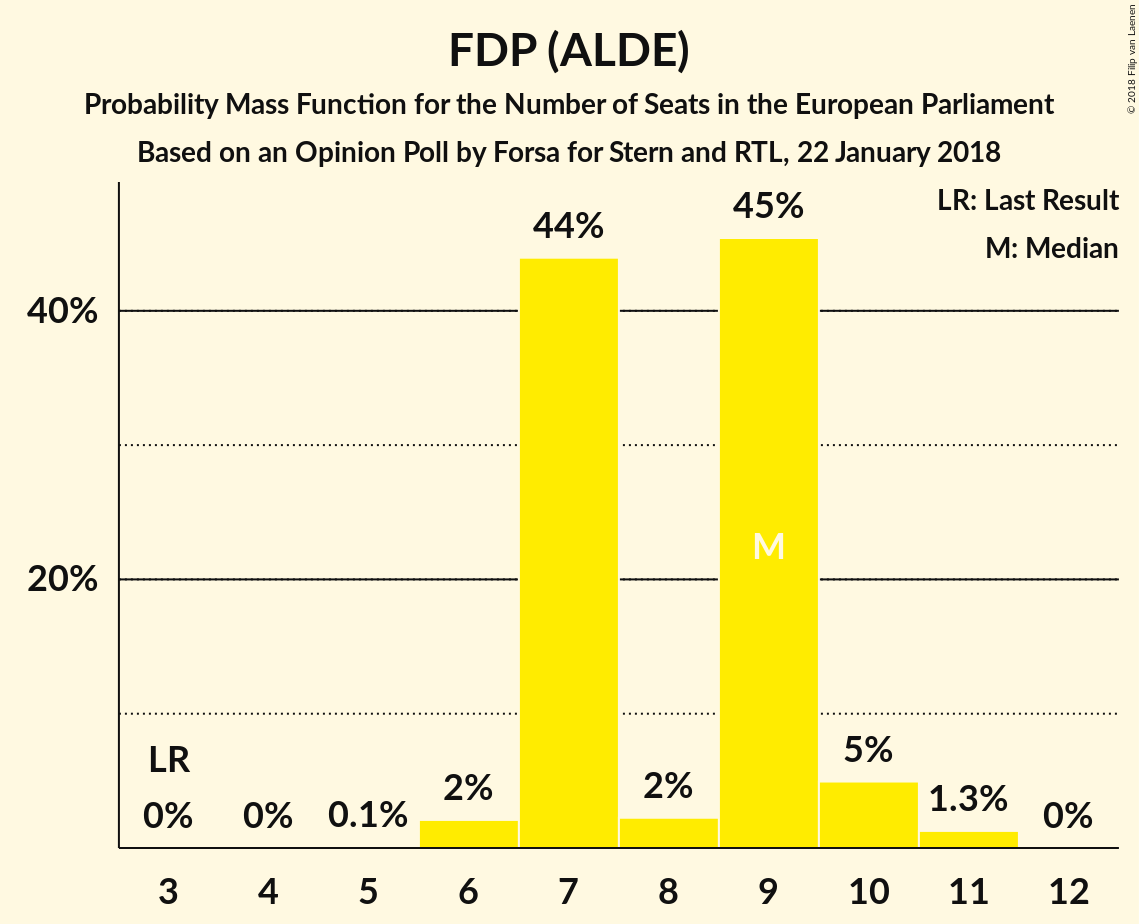 FDP (ALDE)
Probability Mass Function for the Number of Seats in the European Parliament
Based on an Opinion Poll by Forsa for Stern and RTL, 22 January 2018
© 2018 Filip van Laenen
LR: Last Result
M: Median
40%
20%
LR
0%
0%
0.1%
2%
44%
2%
45%
M
5%
1.3%
0%
3 4 5 6 7 8 9 10 11 12